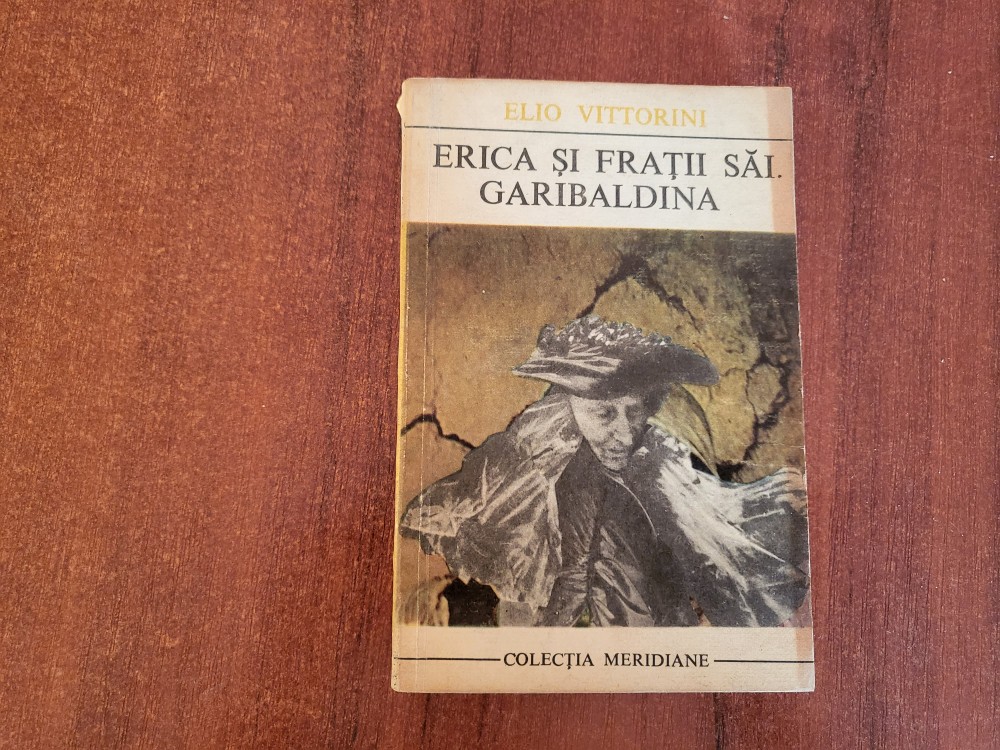 ELIO VITTORINI
ERICA ȘI FRAȚII SĂI.
GARIBALDINA
COLECȚIA MERIDIANE